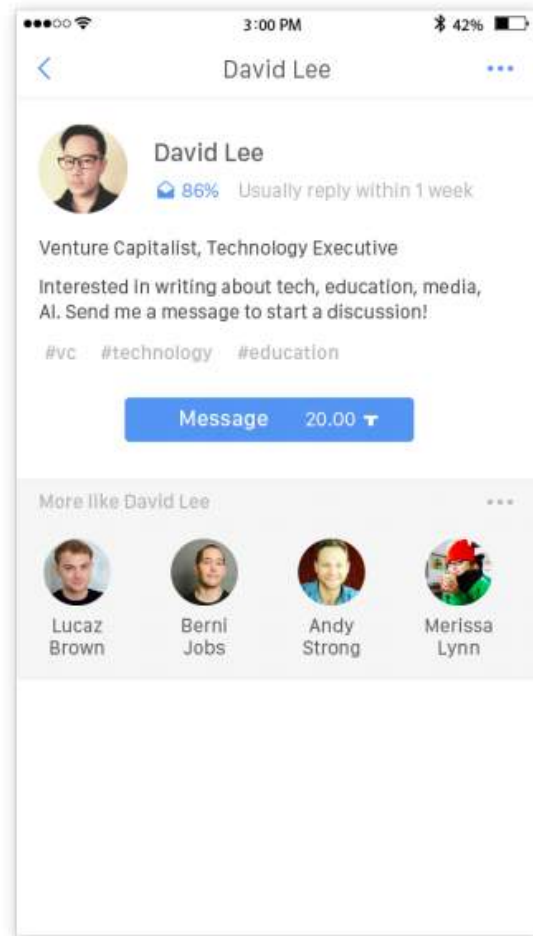 3:00 PM 42%
David Lee
David Lee
86% Usually reply within 1 week
Venture Capitalist, Technology Executive
Interested in writing about tech, education, media,
AI. Send me a message to start a discussion!
#vc #technology #education
Message 20.00
More like David Lee
Lucaz Berni Andy Merissa
Brown Jobs Strong Lynn